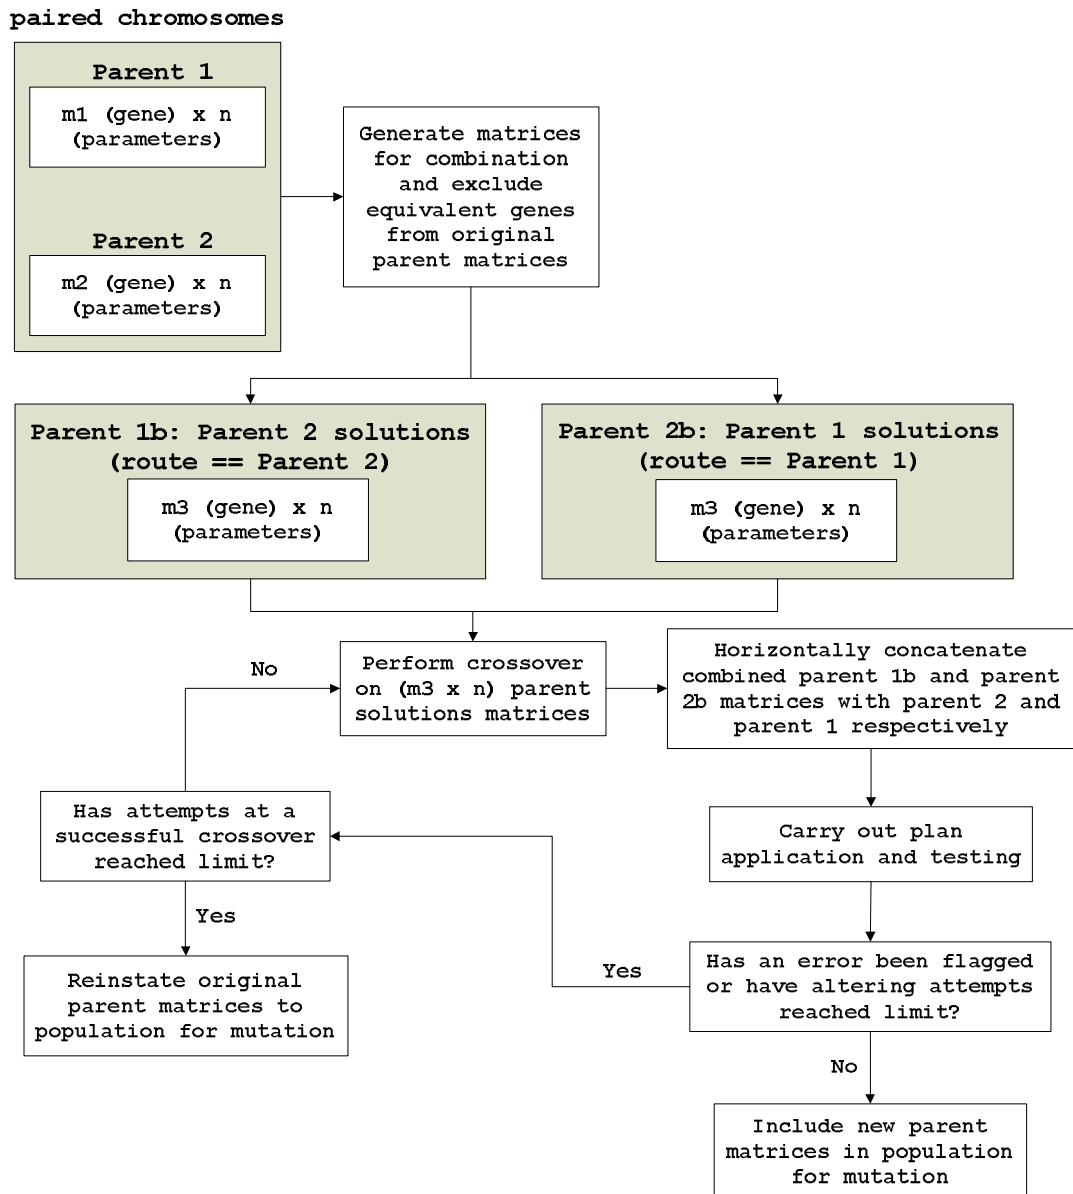 paired chromosomes
Parent 1
m1 (gene) x n
(parameters)
Parent 2
m2 (gene) x n
(parameters)
Generate matrices
for combination
and exclude
equivalent genes
from original
parent matrices
Parent 1b: Parent 2 solutions
(route == Parent 2)
m3 (gene) x n
(parameters)
Parent 2b: Parent 1 solutions
(route == Parent 1)
m3 (gene) x n
(parameters)
No
Perform crossover
on (m3 x n) parent
solutions matrices
Horizontally concatenate
combined parent 1b and parent
2b matrices with parent 2 and
parent 1 respectively
Has attempts at a
successful crossover
reached limit?
Carry out plan
application and testing
Yes
Reinstate original
parent matrices to
population for mutation
Yes
Has an error been flagged
or have altering attempts
reached limit?
No
Include new parent
matrices in population
for mutation